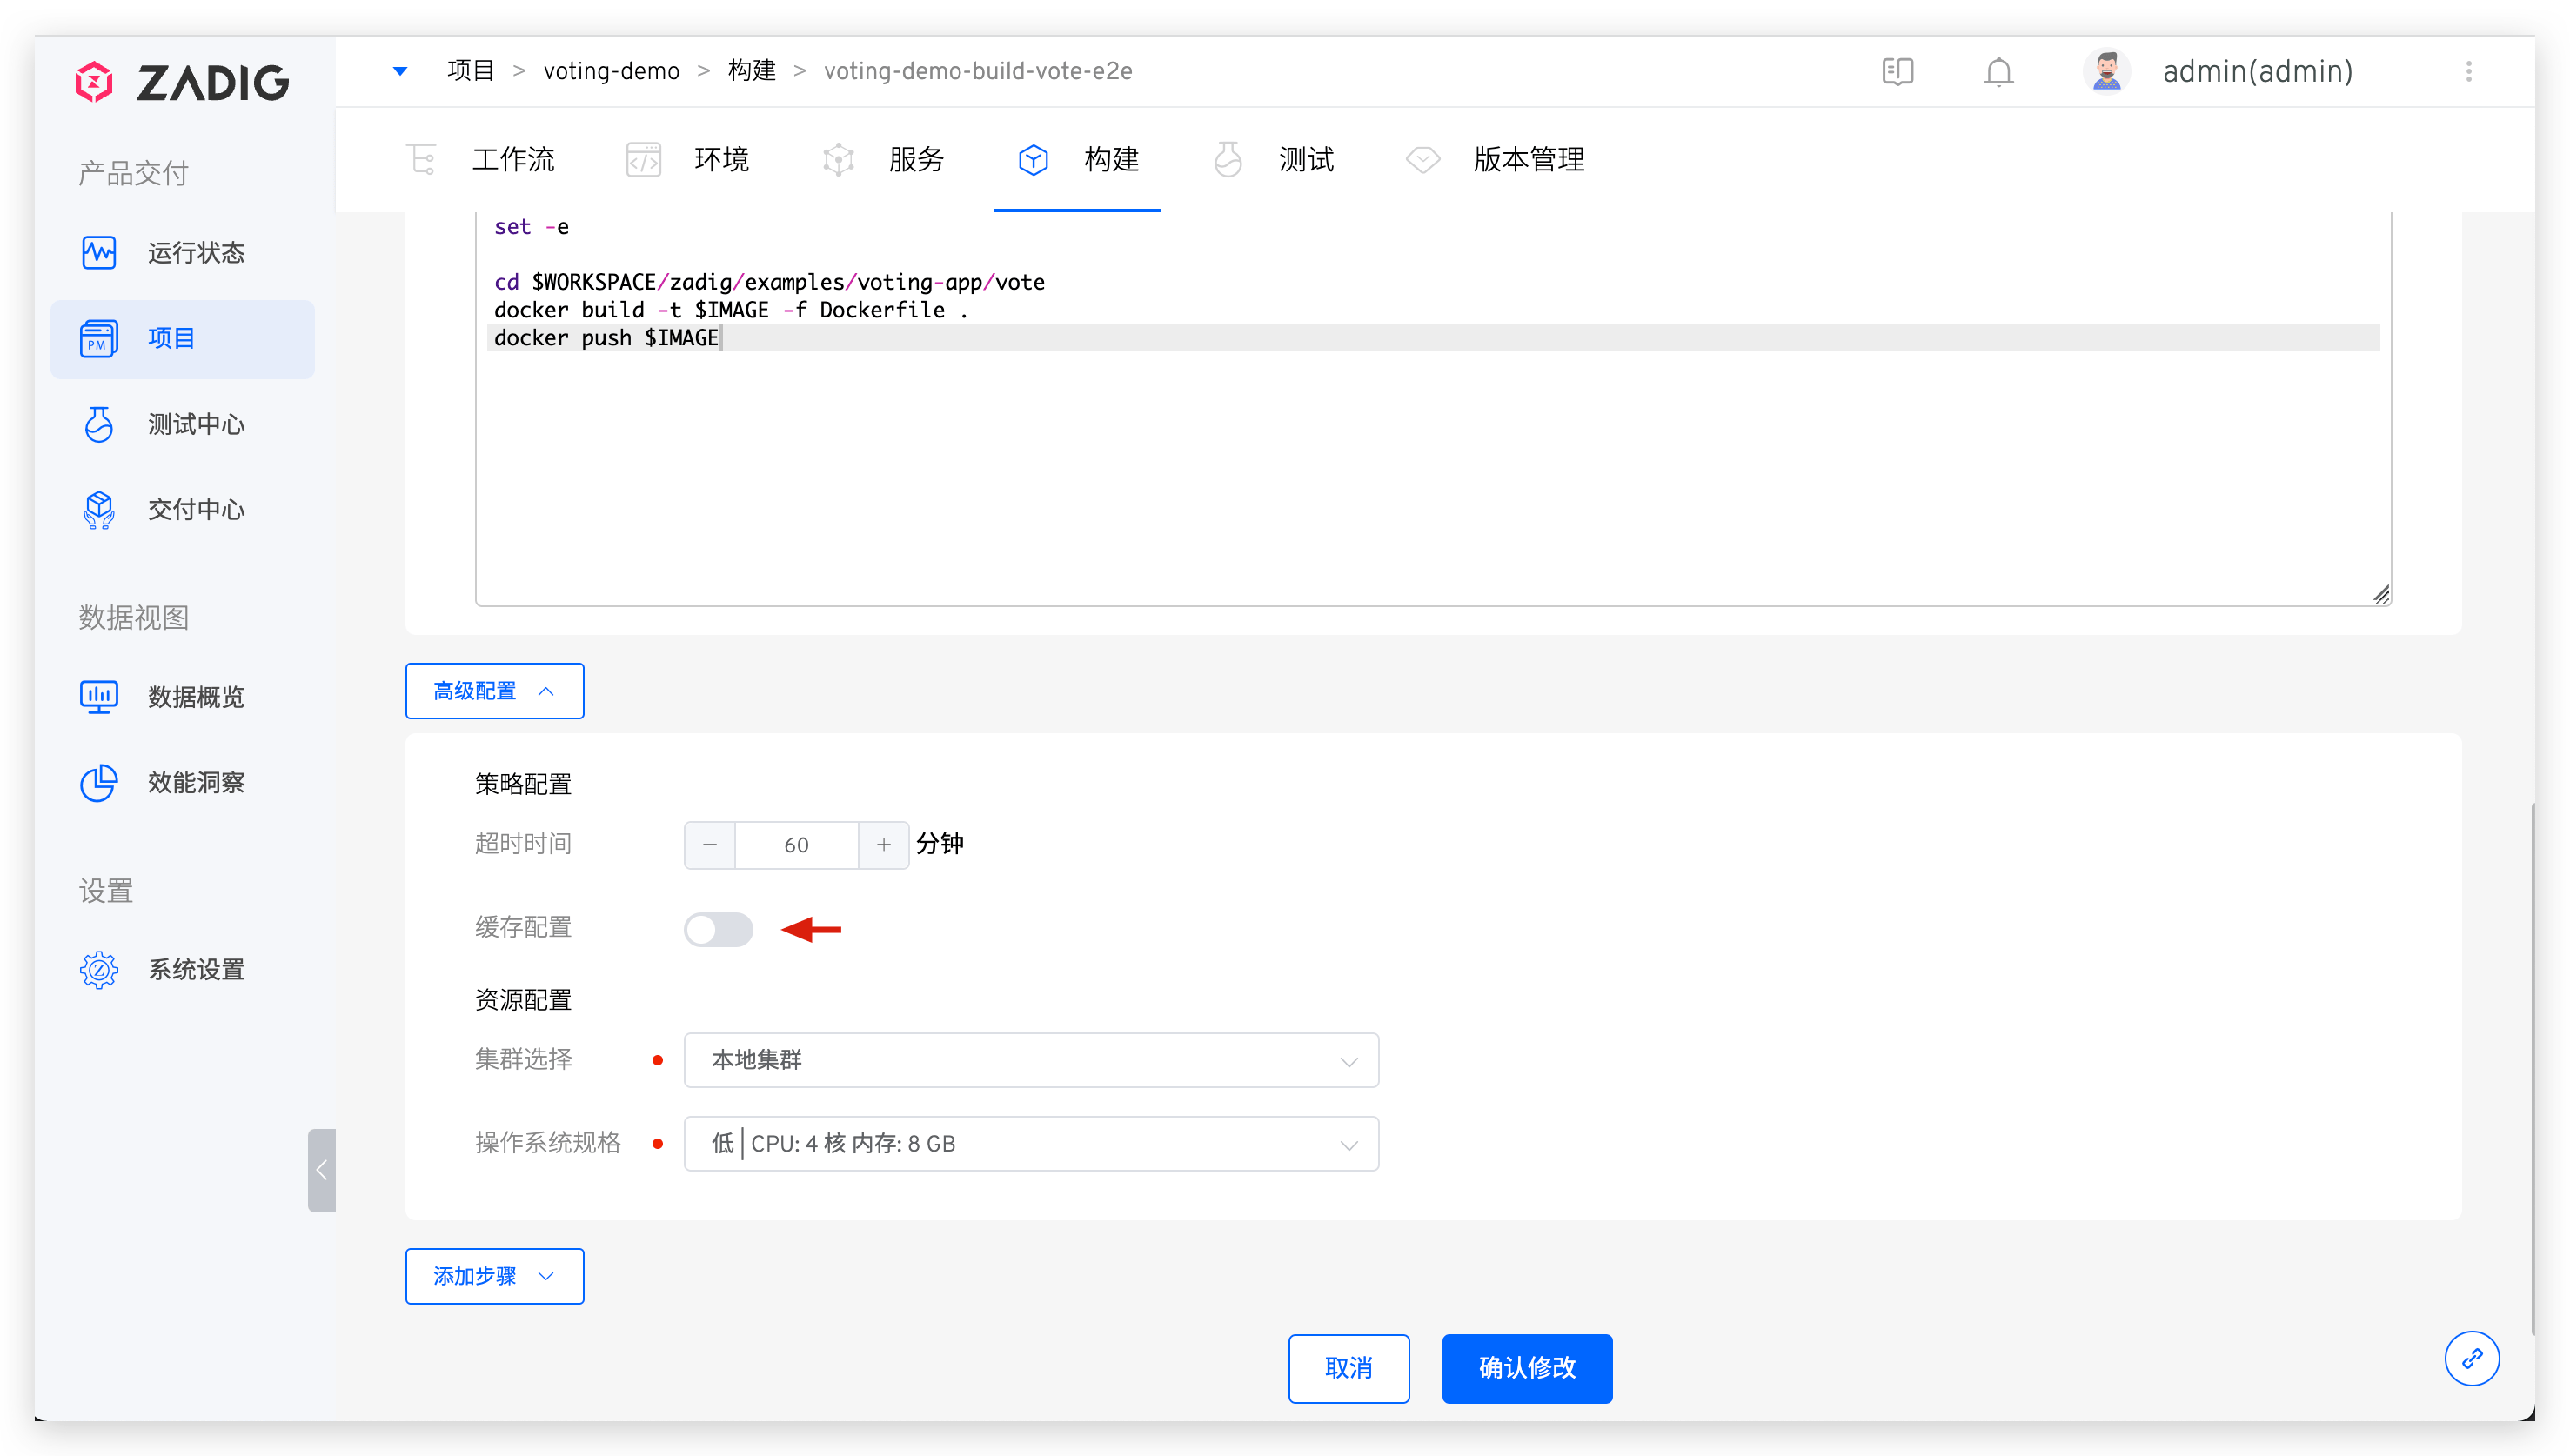 ZADIG
项目 > voting-demo > 构建 > voting-demo-build-vote-e2e
admin(admin)
工作流
环境
服务
构建
测试
版本管理
产品交付
运行状态
PM
项目
测试中心
交付中心
数据视图
数据概览
效能洞察
设置
系统设置
set -e
cd $WORKSPACE/zadig/examples/voting-app/vote
docker build -t $IMAGE -f Dockerfile .
docker push $IMAGE
高级配置
策略配置
超时时间
− 60 + 分钟
缓存配置
资源配置
集群选择
本地集群
操作系统规格
低 | CPU: 4 核 内存: 8 GB
添加步骤
取消
确认修改